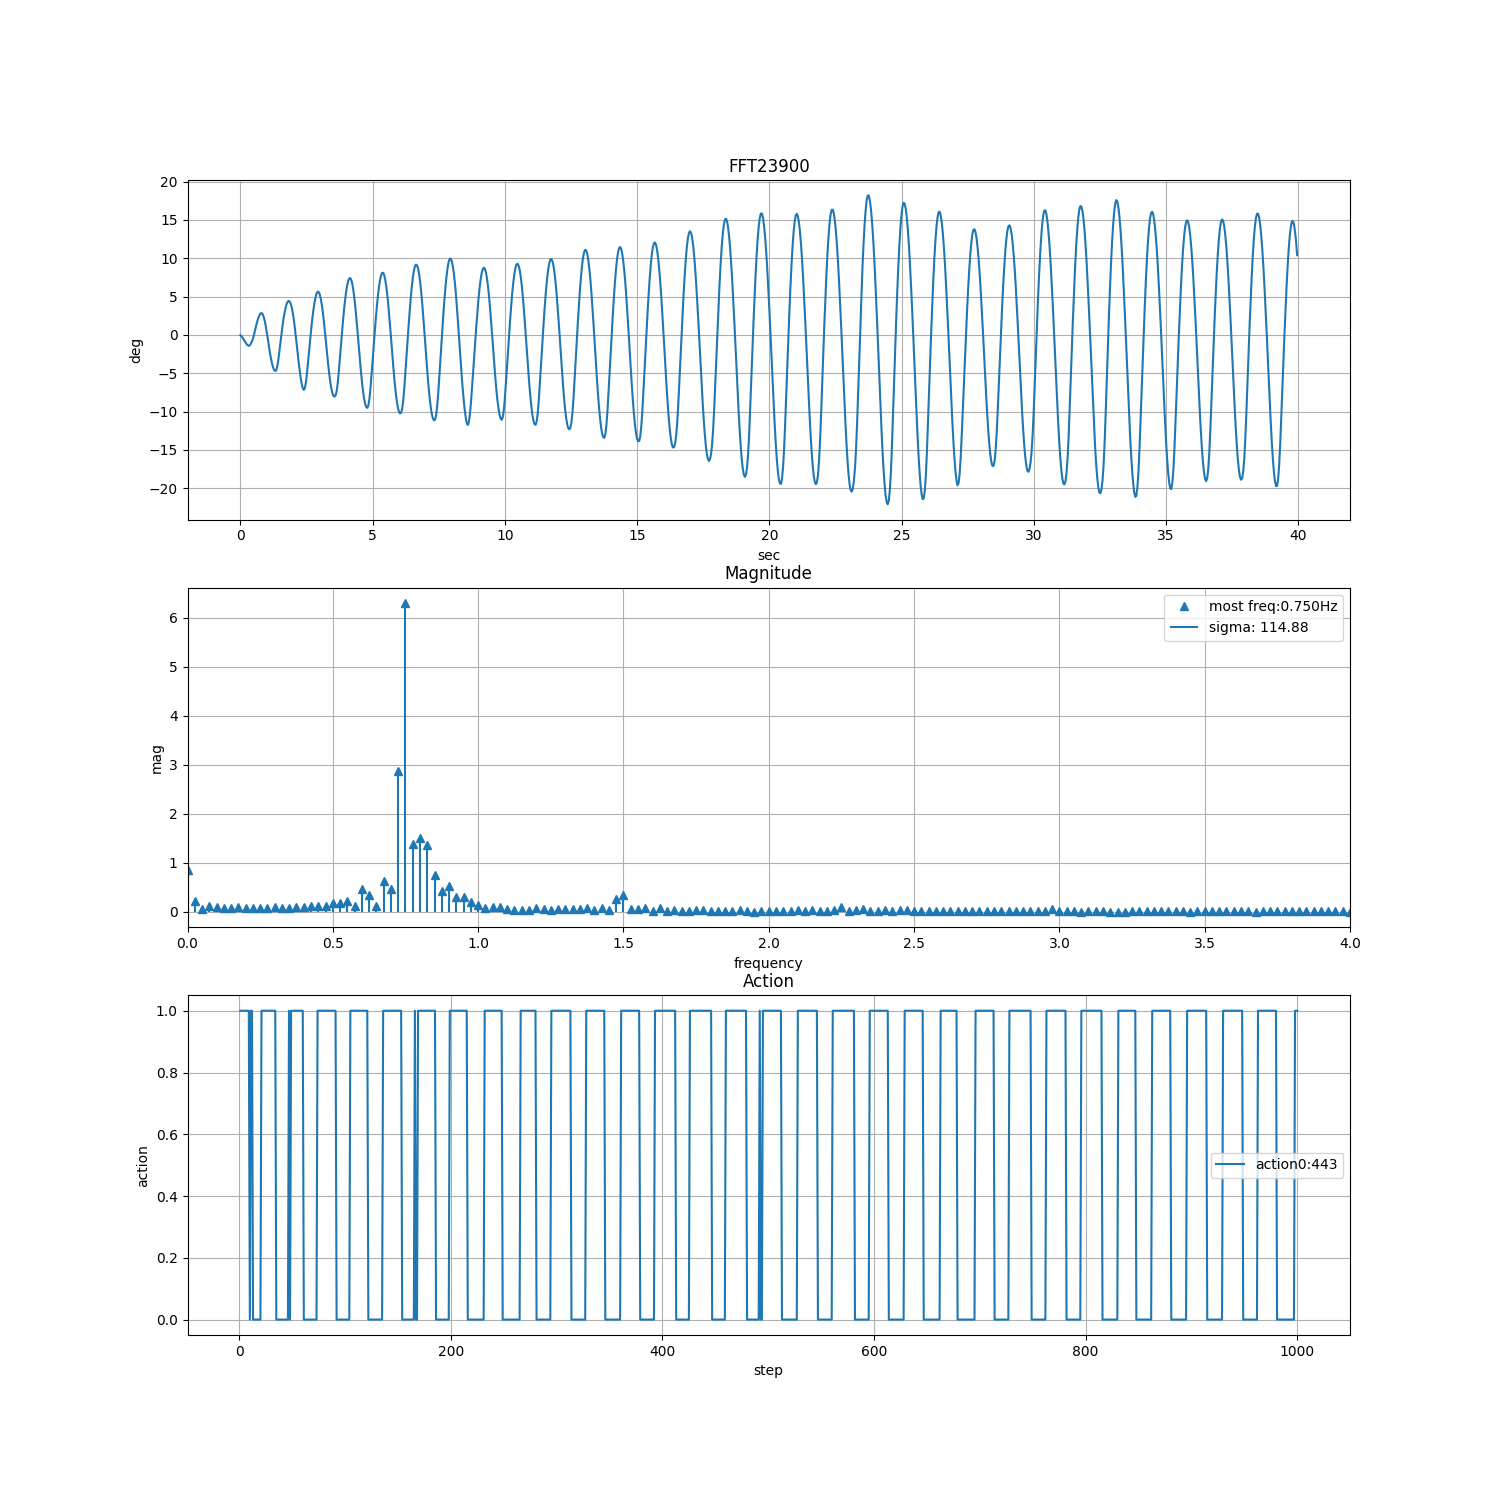 FFT23900
20
15
10
5
0
−5
−10
−15
−20
deg
0 5 10 15 20 25 30 35 40
sec
Magnitude
most freq:0.750Hz
sigma: 114.88
6
5
4
3
2
1
0
mag
0.0 0.5 1.0 1.5 2.0 2.5 3.0 3.5 4.0
frequency
Action
1.0
0.8
0.6
0.4
0.2
0.0
action
action0:443
0 200 400 600 800 1000
step